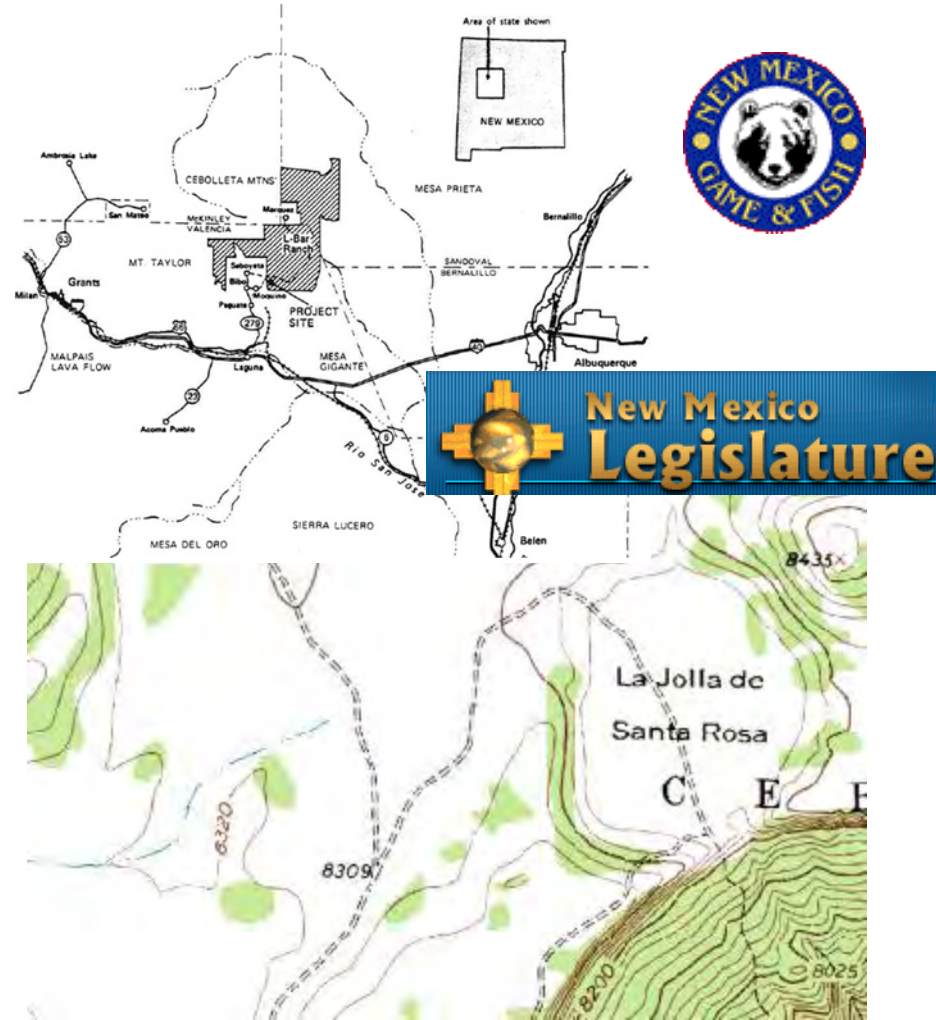 Area of state shown
NEW MEXICO
NEW MEXICO
GAME & FISH
Ambrosia Lake
San Mateo
CEBOLLETA MTNS
MESA PRIETA
Marquez
McKINLEY
VALENCIA
L-Bar
Ranch
Bernalillo
53
MT. TAYLOR
Seboyeta
Bibo
Moquino
SANDOVAL
BERNALILLO
Grants
Milan
Paguate
PROJECT
SITE
279
66
40
MALPAIS
LAVA FLOW
Laguna
MESA
GIGANTE
Albuquerque
23
Acoma Pueblo
6
Rio San Jose
New Mexico
Legislature
SIERRA LUCERO
MESA DEL ORO
Belen
8435
La Jolla de
Santa Rosa
C E
8320
8309
8200
8025